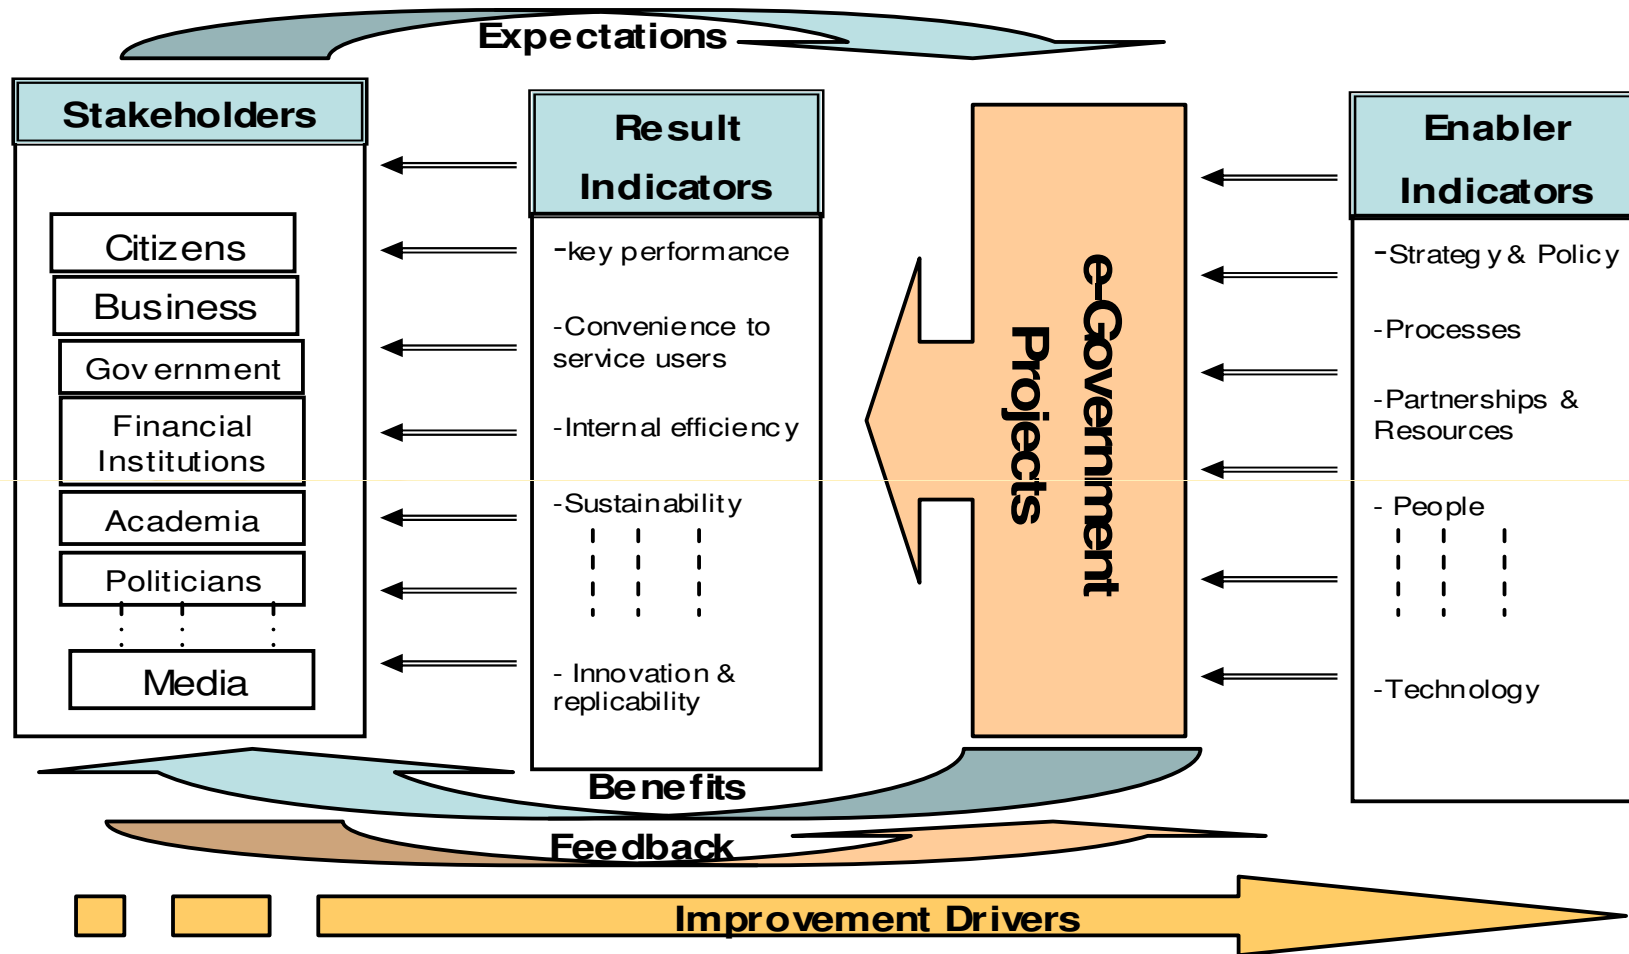 Expectations
Stakeholders
Citizens
Business
Government
Financial
Institutions
Academia
Politicians
Media
Result
Indicators
-key performance
-Convenience to
service users
-Internal efficiency
-Sustainability
- Innovation &
replicability
e-Government
Projects
Enabler
Indicators
-Strategy & Policy
-Processes
-Partnerships &
Resources
- People
-Technology
Benefits
Feedback
Improvement Drivers